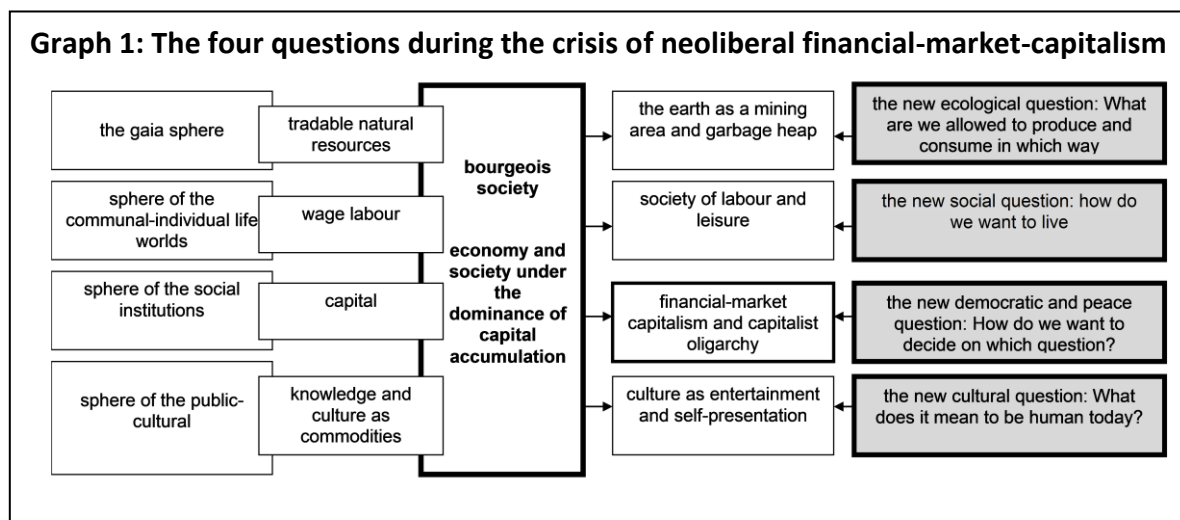 Graph 1: The four questions during the crisis of neoliberal financial-market-capitalism
the gaia sphere
tradable natural
resources
the earth as a mining
area and garbage heap
the new ecological question: What
are we allowed to produce and
consume in which way
bourgeois
society
economy and
society under
the
dominance of
capital
accumulation
sphere of the
communal-individual life
worlds
wage labour
society of labour and
leisure
the new social question: how do
we want to live
sphere of the social
institutions
capital
financial-market
capitalism and capitalist
oligarchy
the new democratic and peace
question: How do we want to
decide on which question?
sphere of the public-
cultural
knowledge and
culture as
commodities
culture as entertainment
and self-presentation
the new cultural question: What
does it mean to be human today?